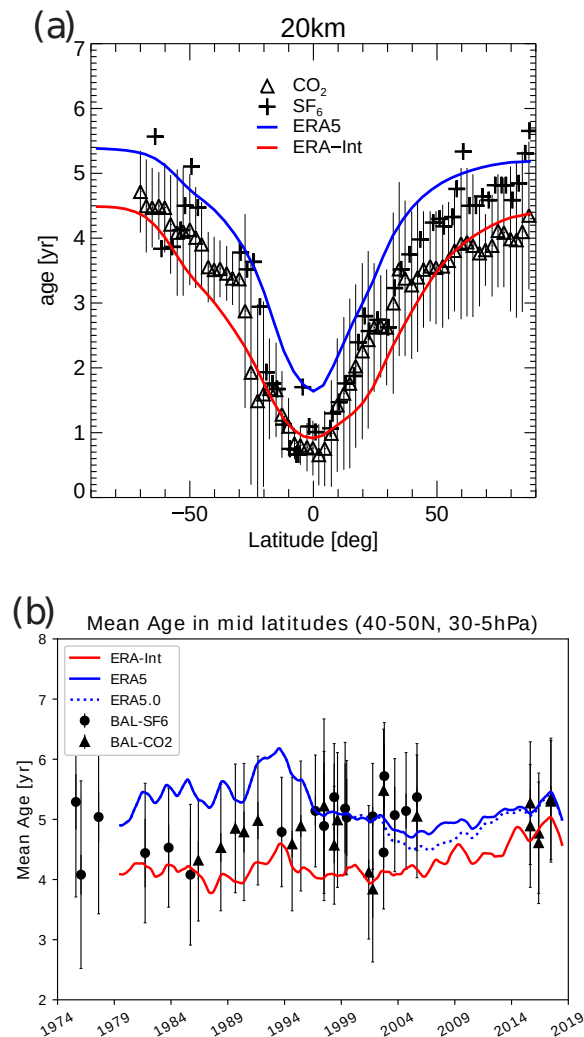 (a)
20km
CO2
SF6
ERA5
ERA−Int
7
6
5
4
3
2
1
0
age [yr]
−50
0
50
Latitude [deg]
(b)
Mean Age in mid latitudes (40-50N, 30-5hPa)
ERA-Int
ERA5
ERA5.0
BAL-SF6
BAL-CO2
8
7
6
5
4
3
2
Mean Age [yr]
1974
1979
1984
1989
1994
1999
2004
2009
2014
2019